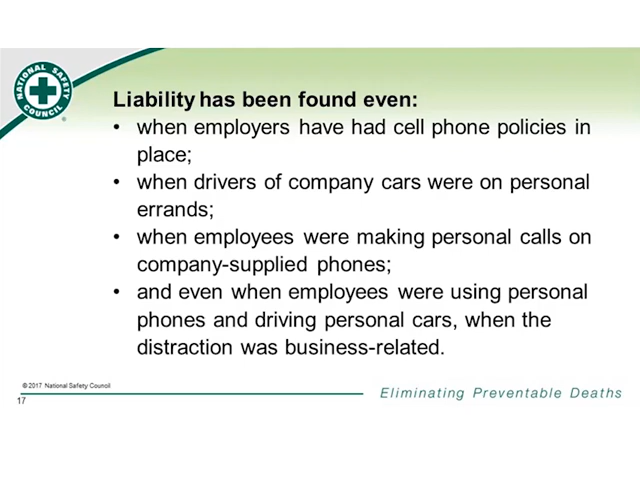 NATIONAL SAFETY
COUNCIL
®
Liability has been found even:
• when employers have had cell phone policies in
place;
• when drivers of company cars were on personal
errands;
• when employees were making personal calls on
company-supplied phones;
• and even when employees were using personal
phones and driving personal cars, when the
distraction was business-related.
© 2017 National Safety Council
Eliminating Preventable Deaths
17